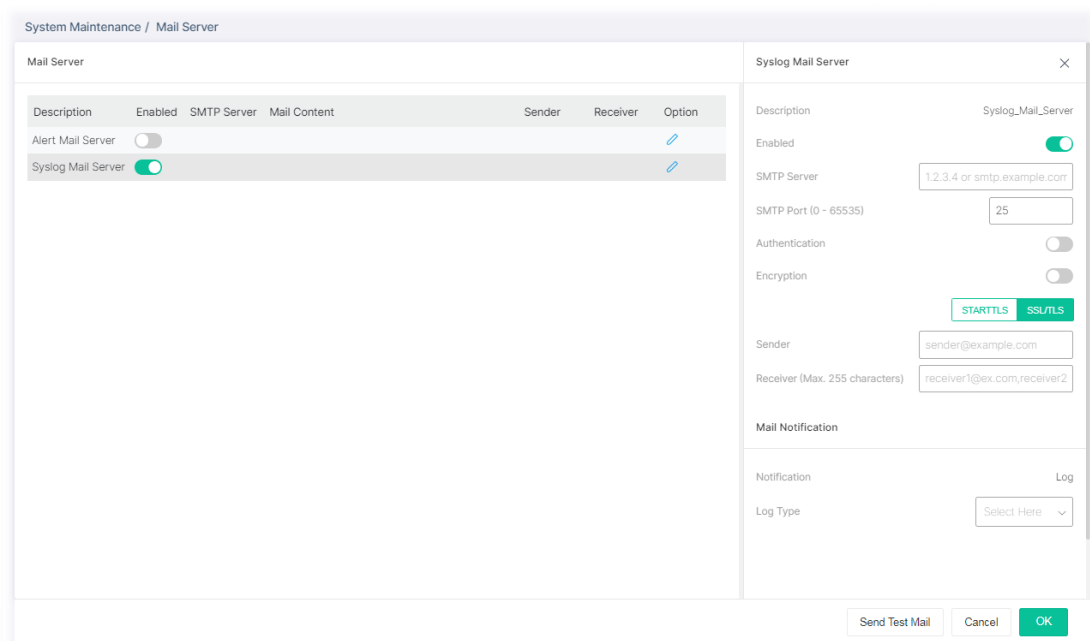 System Maintenance / Mail Server
Mail Server
Description Enabled SMTP Server Mail Content Sender Receiver Option
Alert Mail Server
Syslog Mail Server
Syslog Mail Server
Description Syslog_Mail_Server
Enabled
SMTP Server 1.2.3.4 or smtp.example.com
SMTP Port (0 - 65535) 25
Authentication
Encryption
STARTTLS SSL/TLS
Sender sender@example.com
Receiver (Max. 255 characters) receiver1@ex.com,receiver2
Mail Notification
Notification Log
Log Type Select Here
Send Test Mail Cancel OK